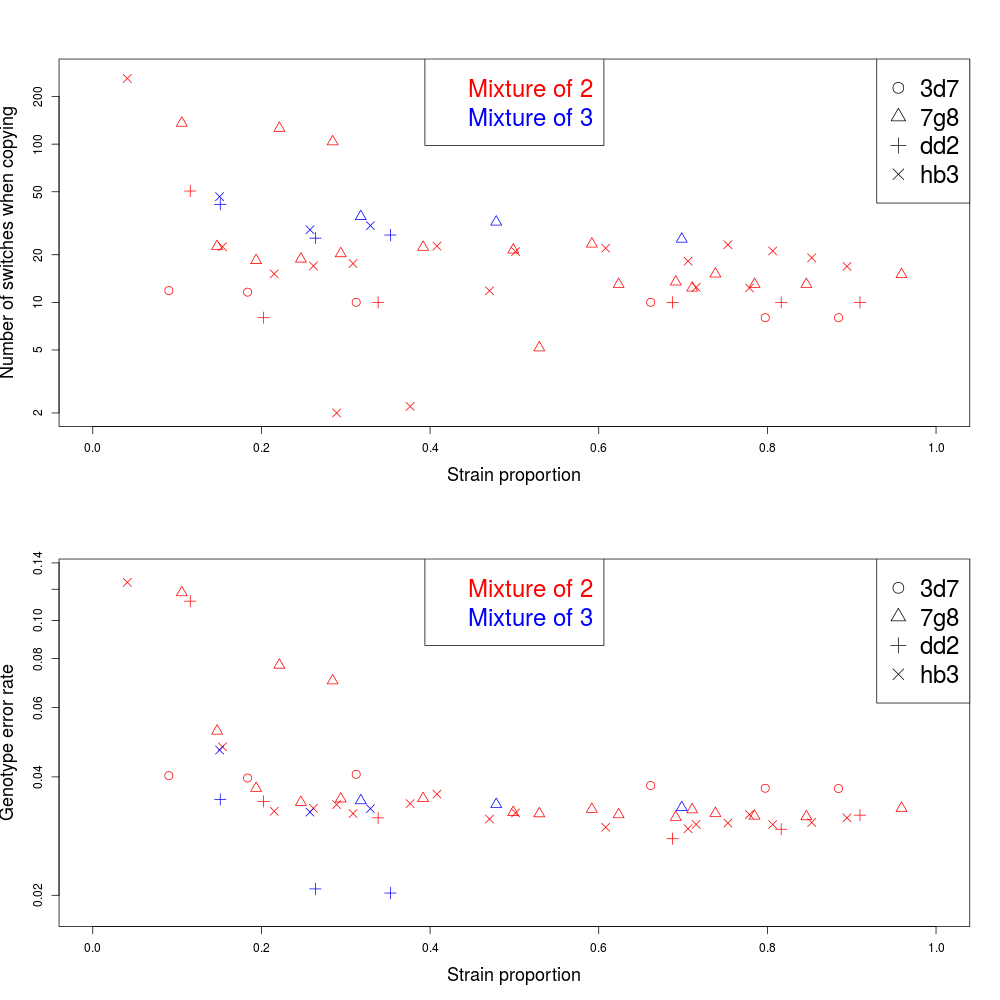 Number of switches when copying
200
100
50
20
10
5
2
Mixture of 2
Mixture of 3
3d7
7g8
dd2
hb3
0.0 0.2 0.4 0.6 0.8 1.0
Strain proportion
Genotype error rate
0.14
0.10
0.08
0.06
0.04
0.02
Mixture of 2
Mixture of 3
3d7
7g8
dd2
hb3
0.0 0.2 0.4 0.6 0.8 1.0
Strain proportion